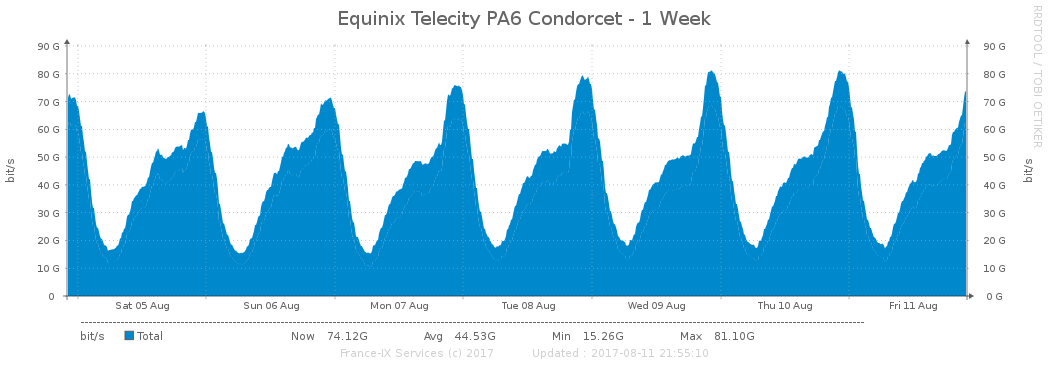 Equinix Telecity PA6 Condorcet - 1 Week
RRDTOOL / TOBI OETIKER
90 G 90 G
80 G 80 G
70 G 70 G
60 G 60 G
50 G 50 G
40 G 40 G
30 G 30 G
20 G 20 G
10 G 10 G
0 0 G
bit/s bit/s
Sat 05 Aug Sun 06 Aug Mon 07 Aug Tue 08 Aug Wed 09 Aug Thu 10 Aug Fri 11 Aug
bit/s Total Now 74.12G Avg 44.53G Min 15.26G Max 81.10G
France-IX Services (c) 2017 Updated : 2017-08-11 21:55:10